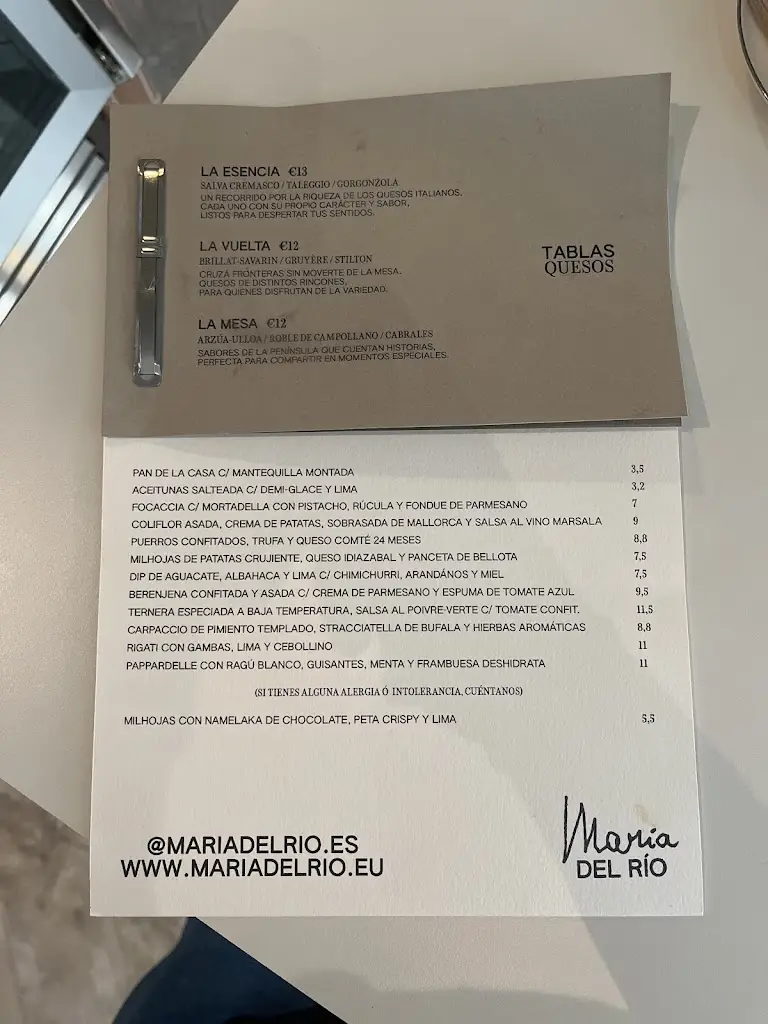 LA ESENCIA €13
SALVA CREMASCO / TALEGGIO / GORGONZOLA
UN RECORRIDO POR LA RIQUEZA DE LOS QUESOS ITALIANOS.
CADA UNO CON SU PROPIO CARÁCTER Y SABOR,
LISTOS PARA DESPERTAR TUS SENTIDOS.
LA VUELTA €12
BRILLAT-SAVARIN / GRUYÈRE / STILTON
CRUZA FRONTERAS SIN MOVERTE DE LA MESA.
QUESOS DE DISTINTOS RINCONES,
PARA QUIENES DISFRUTAN DE LA VARIEDAD.
LA MESA €12
ARZÚA-ULLOA / ROBLE DE CAMPOLLANO / CABRALES
SABORES DE LA PENÍNSULA QUE CUENTAN HISTORIAS,
PERFECTA PARA COMPARTIR EN MOMENTOS ESPECIALES.
TABLAS
QUESOS
PAN DE LA CASA C/ MANTEQUILLA MONTADA 3,5
ACEITUNAS SALTEADA C/ DEMI-GLACE Y LIMA 3,2
FOCACCIA C/ MORTADELLA CON PISTACHO, RÚCULA Y FONDUE DE PARMESANO 7
COLIFLOR ASADA, CREMA DE PATATAS, SOBRASADA DE MALLORCA Y SALSA AL VINO MARSALA 9
PUERROS CONFITADOS, TRUFA Y QUESO COMTÉ 24 MESES 8,8
MILHOJAS DE PATATAS CRUJIENTE, QUESO IDIAZABAL Y PANCETA DE BELLOTA 7,5
DIP DE AGUACATE, ALBAHACA Y LIMA C/ CHIMICHURRI, ARANDÁNOS Y MIEL 7,5
BERENJENA CONFITADA Y ASADA C/ CREMA DE PARMESANO Y ESPUMA DE TOMATE AZUL 9,5
TERNERA ESPECIADA A BAJA TEMPERATURA, SALSA AL POIVRE-VERTE C/ TOMATE CONFIT. 11,5
CARPACCIO DE PIMIENTO TEMPLADO, STRACCIATELLA DE BUFALA Y HIERBAS AROMÁTICAS 8,8
RIGATI CON GAMBAS, LIMA Y CEBOLLINO 11
PAPPARDELLE CON RAGÚ BLANCO, GUISANTES, MENTA Y FRAMBUESA DESHIDRATA 11
(SI TIENES ALGUNA ALERGIA Ó INTOLERANCIA, CUÉNTANOS)
MILHOJAS CON NAMELAKA DE CHOCOLATE, PETA CRISPY Y LIMA 5,5
@MARIADELRIO.ES
WWW.MARIADELRIO.EU
María
DEL RÍO